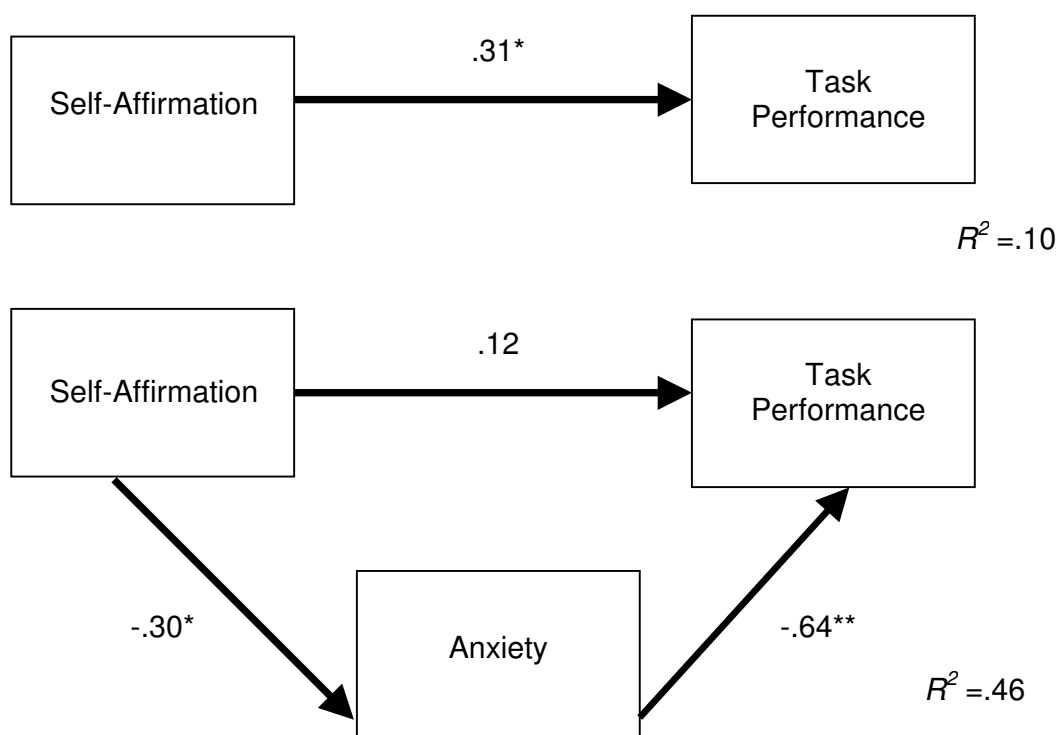 .31*
Self-Affirmation
Task
Performance
R² =.10
.12
Self-Affirmation
Task
Performance
-.30*
Anxiety
-.64**
R² =.46